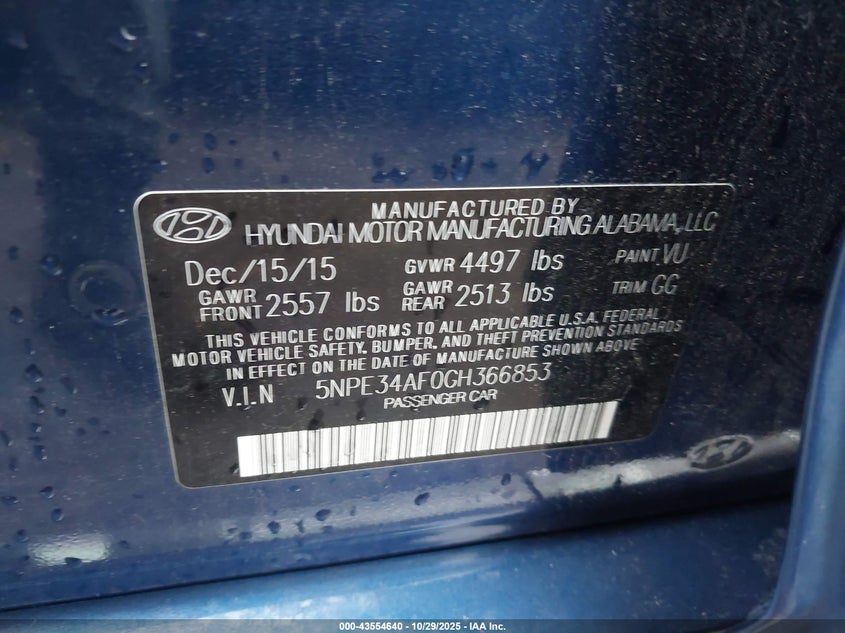 MANUFACTURED BY
HYUNDAI MOTOR MANUFACTURING ALABAMA, LLC
Dec/15/15 GVWR 4497 lbs PAINT VU
GAWR FRONT 2557 lbs GAWR REAR 2513 lbs TRIM GG
THIS VEHICLE CONFORMS TO ALL APPLICABLE U.S.A. FEDERAL
MOTOR VEHICLE SAFETY, BUMPER, AND THEFT PREVENTION STANDARDS
IN EFFECT ON THE DATE OF MANUFACTURE SHOWN ABOVE
V.I.N 5NPE34AF0GH366853
PASSENGER CAR
000-43554640 | 10/29/2025 - IAA Inc.